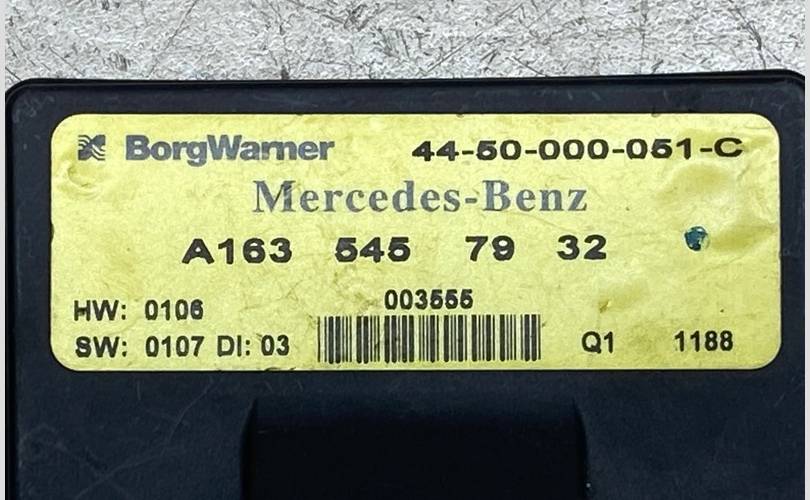 BorgWarner 44-50-000-051-C
Mercedes-Benz
A163 545 79 32
HW: 0106 003555
SW: 0107 DI: 03 Q1 1188